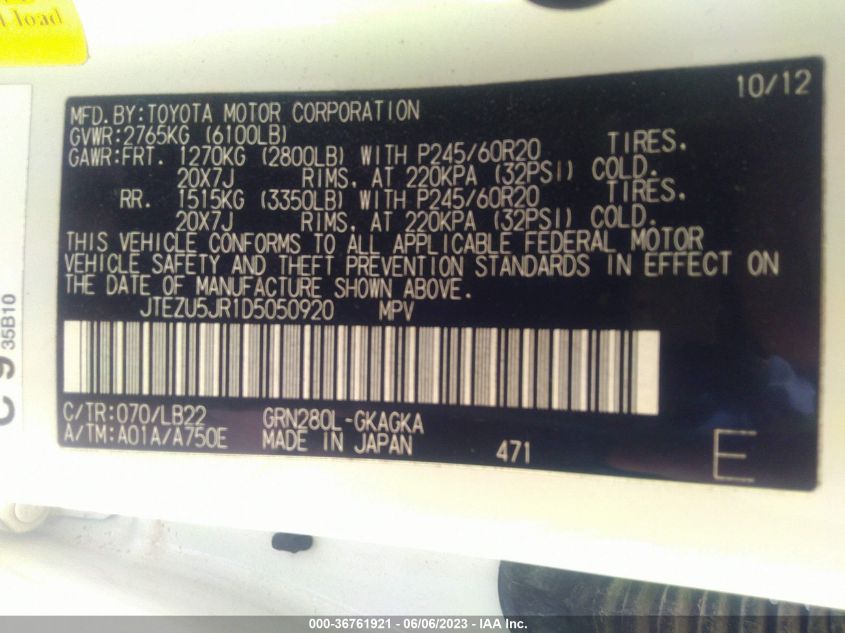 load
10/12
MFD.BY:TOYOTA MOTOR CORPORATION
GVWR:2765KG (6100LB)
GAWR:FRT. 1270KG (2800LB) WITH P245/60R20 TIRES.
20X7J RIMS, AT 220KPA (32PSI) COLD.
RR. 1515KG (3350LB) WITH P245/60R20 TIRES.
20X7J RIMS, AT 220KPA (32PSI) COLD.
THIS VEHICLE CONFORMS TO ALL APPLICABLE FEDERAL MOTOR
VEHICLE SAFETY AND THEFT PREVENTION STANDARDS IN EFFECT ON
THE DATE OF MANUFACTURE SHOWN ABOVE.
JTEZU5JR1D5050920 MPV
C/TR:070/LB22 GRN280L-GKAGKA
A/TM:A01A/A750E MADE IN JAPAN 471
E
C 9
35B10
000-36761921 - 06/06/2023 - IAA Inc.